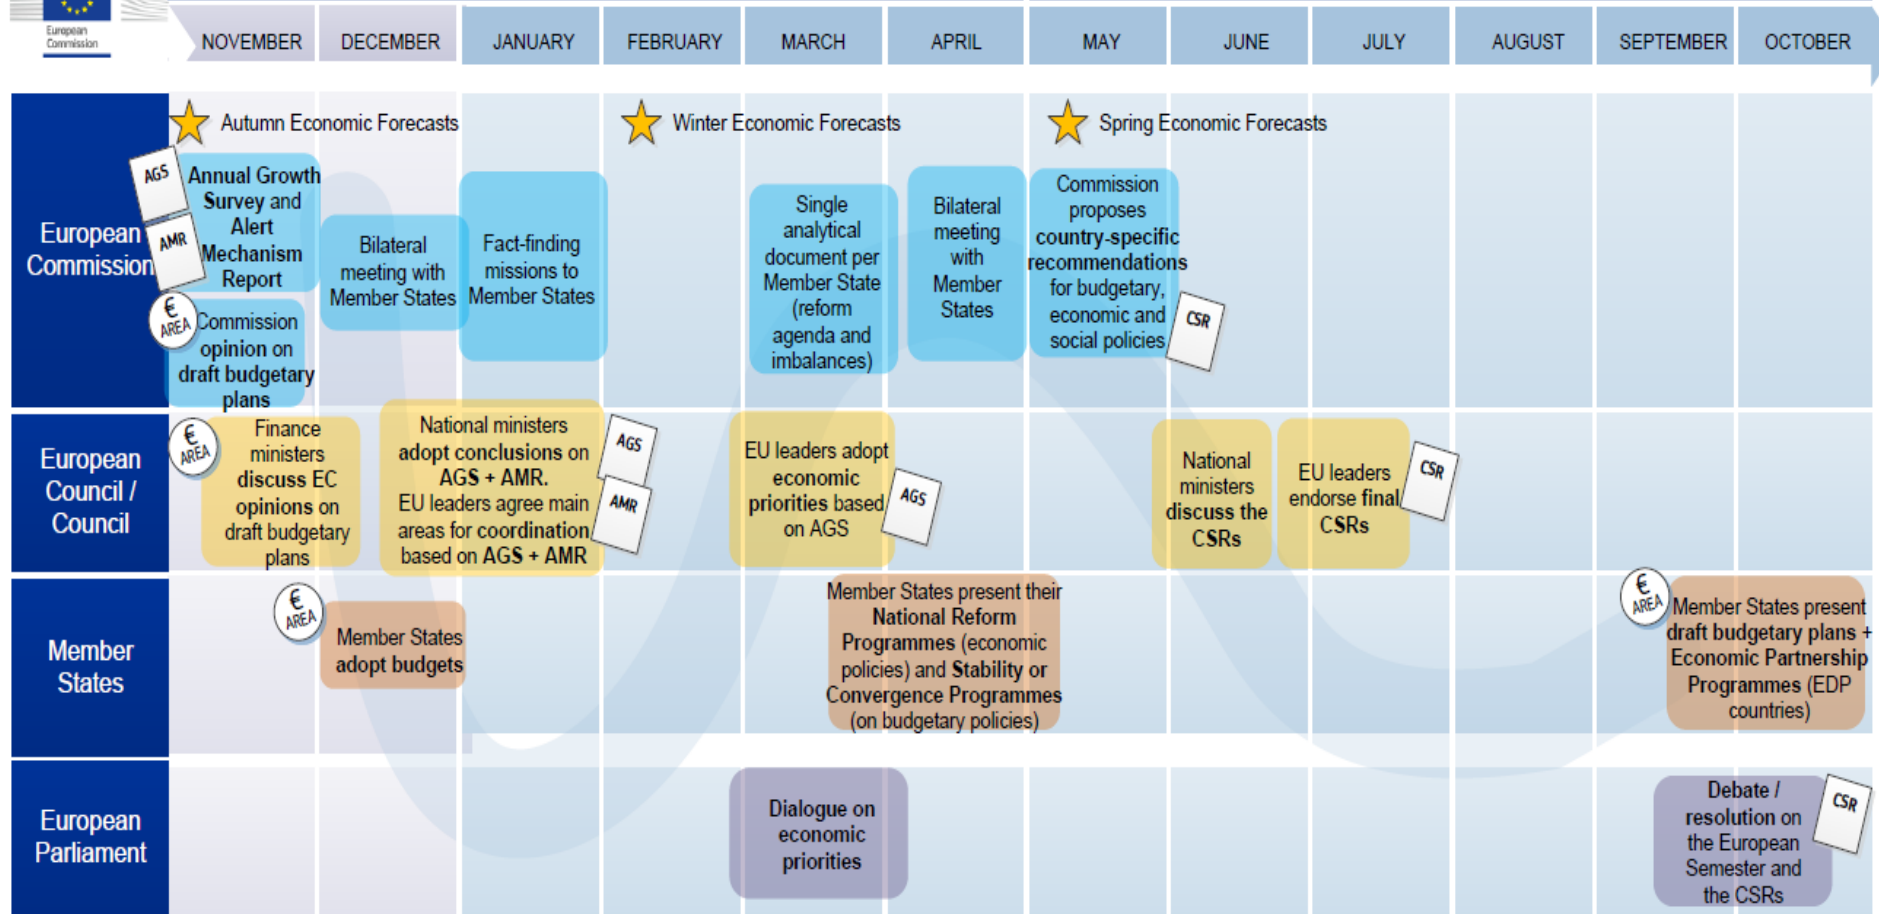 European
Commission
NOVEMBER
DECEMBER
JANUARY
FEBRUARY
MARCH
APRIL
MAY
JUNE
JULY
AUGUST
SEPTEMBER
OCTOBER
European
Commission
Autumn Economic Forecasts
Winter Economic Forecasts
Spring Economic Forecasts
AGS
AMR
Annual Growth
Survey and
Alert
Mechanism
Report
€
AREA
Commission
opinion on
draft budgetary
plans
Bilateral
meeting with
Member States
Fact-finding
missions to
Member States
Single
analytical
document per
Member State
(reform
agenda and
imbalances)
Bilateral
meeting
with
Member
States
Commission
proposes
country-specific
recommendations
for budgetary,
economic and
social policies
CSR
European
Council /
Council
€
AREA
Finance
ministers
discuss EC
opinions on
draft budgetary
plans
National ministers
adopt conclusions on
AGS + AMR.
EU leaders agree main
areas for coordination
based on AGS + AMR
AGS
AMR
EU leaders adopt
economic
priorities based
on AGS
AGS
National
ministers
discuss the
CSRs
EU leaders
endorse final
CSRs
CSR
Member
States
€
AREA
Member States
adopt budgets
Member States present their
National Reform
Programmes (economic
policies) and Stability or
Convergence Programmes
(on budgetary policies)
€
AREA
Member States present
draft budgetary plans +
Economic Partnership
Programmes (EDP
countries)
European
Parliament
Dialogue on
economic
priorities
Debate /
resolution on
the European
Semester and
the CSRs
CSR